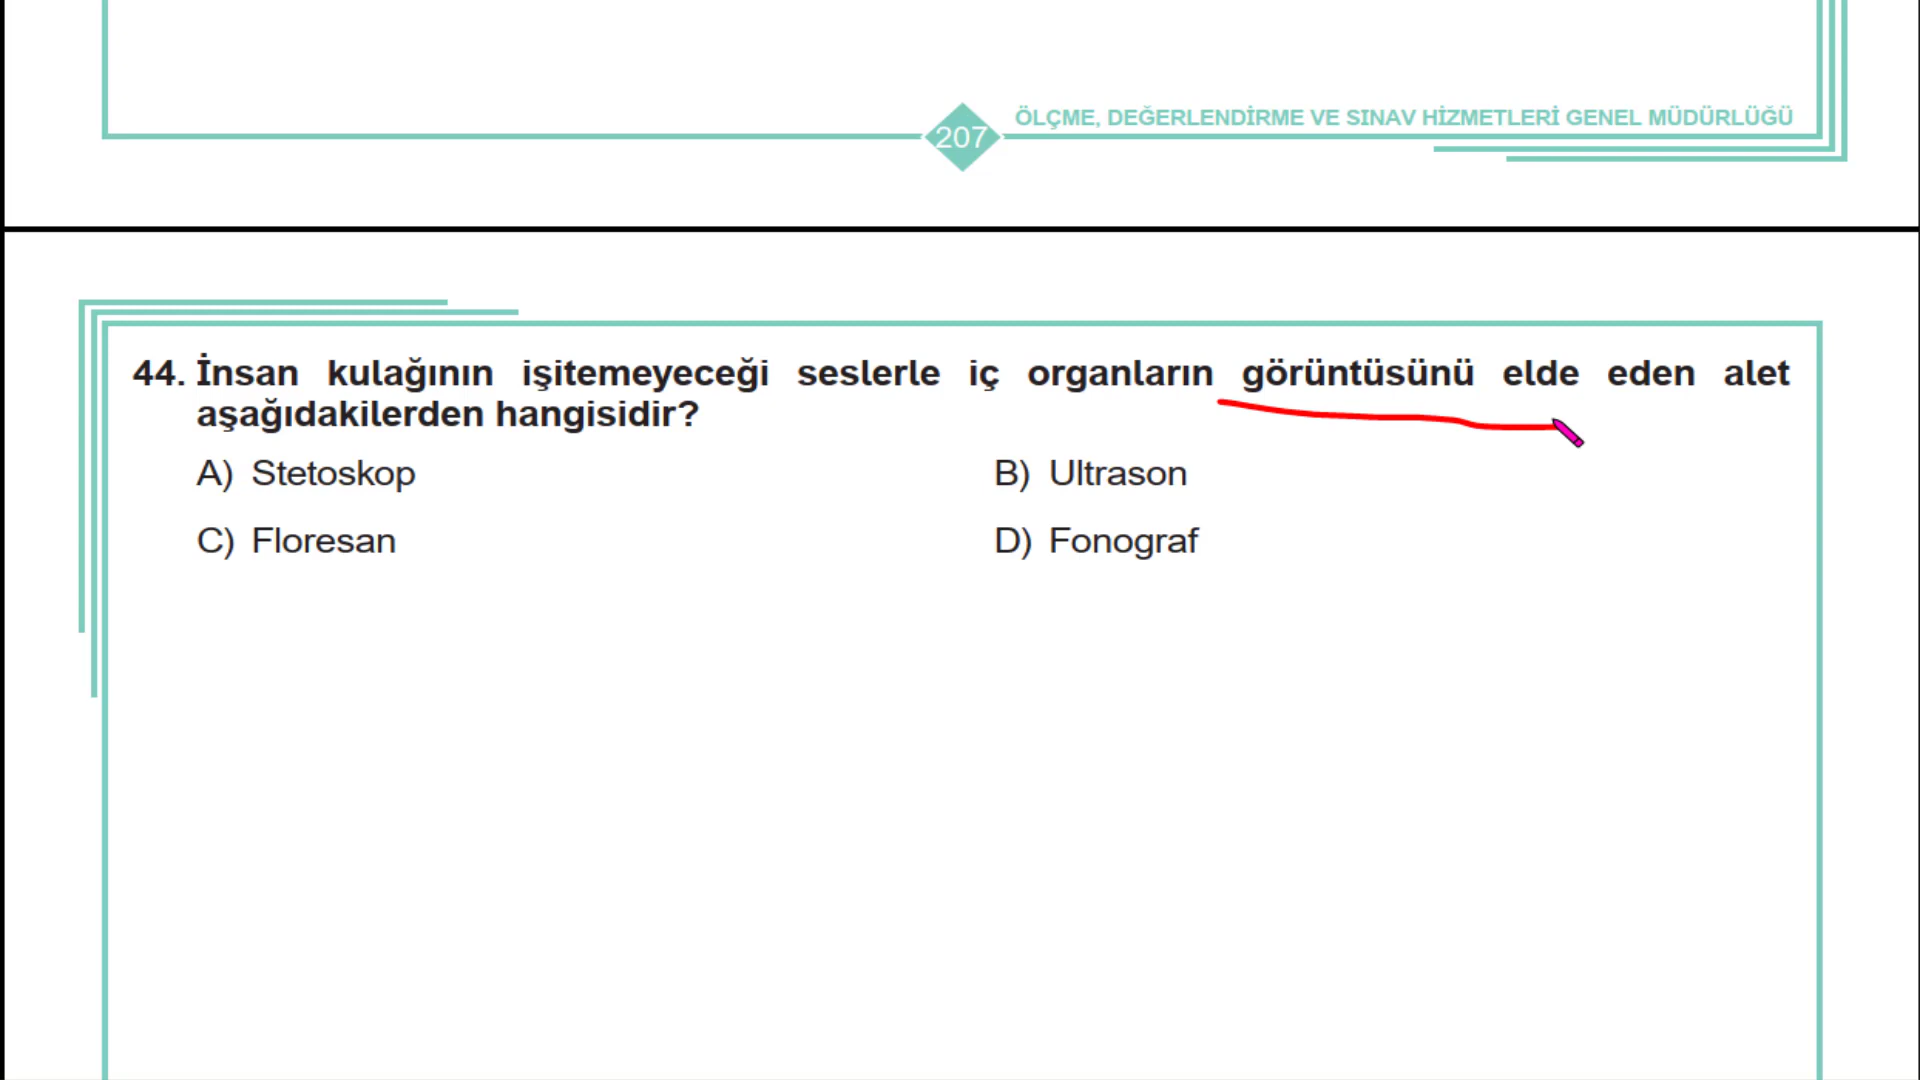 ÖLÇME, DEĞERLENDİRME VE SINAV HİZMETLERİ GENEL MÜDÜRLÜĞÜ
207
44. İnsan kulağının işitemeyeceği seslerle iç organların görüntüsünü elde eden alet
aşağıdakilerden hangisidir?
A) Stetoskop B) Ultrason
C) Floresan D) Fonograf